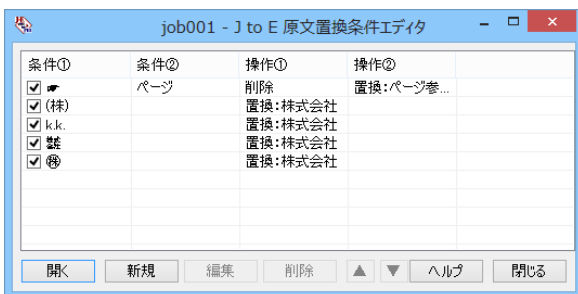 job001 - J to E 原文置換条件エディタ
条件① 条件② 操作① 操作②
☛ ページ 削除 置換：ページ参...
(株) 置換：株式会社
k.k. 置換：株式会社
㍿ 置換：株式会社
㊑ 置換：株式会社
開く 新規 編集 削除 ▲ ▼ ヘルプ 閉じる